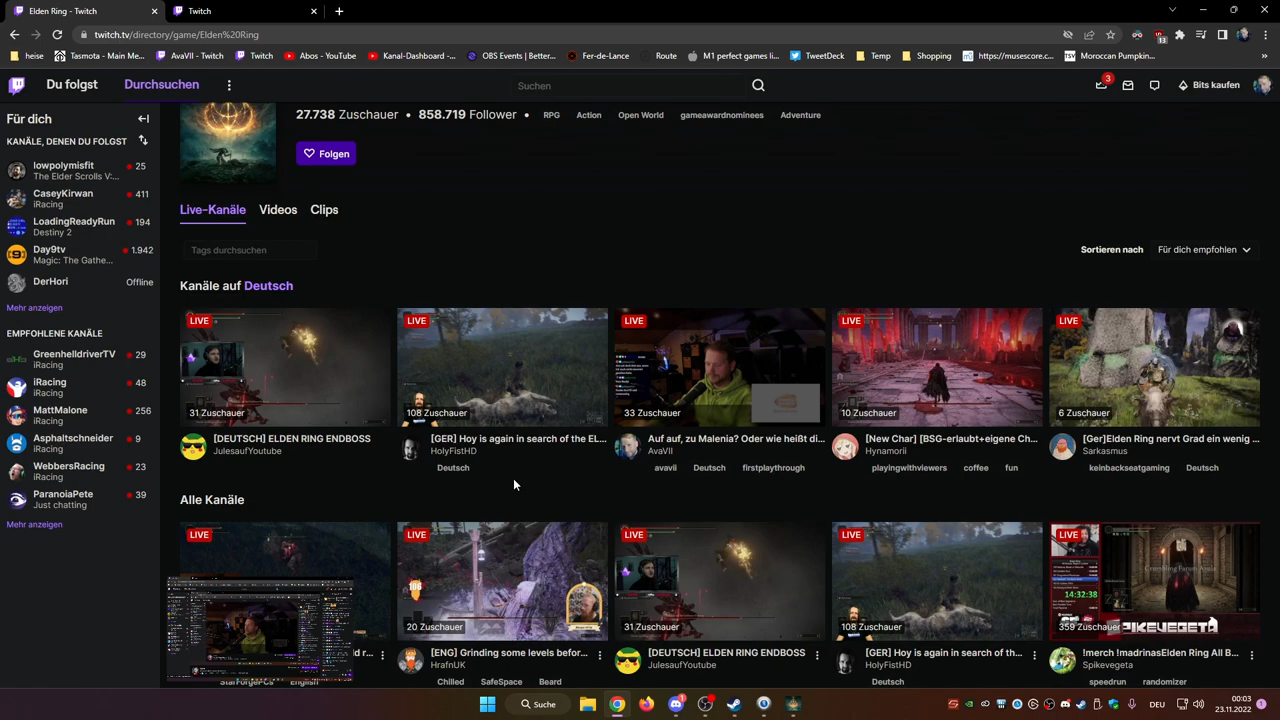 Elden Ring - Twitch
Twitch
twitch.tv/directory/game/Elden%20Ring
heise
Tasmota - Main Me...
AvaVII - Twitch
Twitch
Abos - YouTube
Kanal-Dashboard -...
OBS Events | Better...
Fer-de-Lance
Route
M1 perfect games li...
TweetDeck
Temp
Shopping
https://musescore.c...
Moroccan Pumpkin...
Du folgst
Durchsuchen
Suchen
3
Bits kaufen
Für dich
KANÄLE, DENEN DU FOLGST
lowpolymisfit
25
The Elder Scrolls V:...
CaseyKirwan
411
iRacing
LoadingReadyRun
194
Destiny 2
Day9tv
1.942
Magic: The Gathe...
DerHori
Offline
Mehr anzeigen
EMPFOHLENE KANÄLE
GreenhelldriverTV
29
iRacing
iRacing
48
iRacing
MattMalone
256
iRacing
Asphaltschneider
9
iRacing
WebbersRacing
23
iRacing
ParanoiaPete
39
Just chatting
Mehr anzeigen
27.738 Zuschauer • 858.719 Follower •
RPG
Action
Open World
gameawardnominees
Adventure
Folgen
Live-Kanäle
Videos
Clips
Tags durchsuchen
Sortieren nach
Für dich empfohlen
Kanäle auf Deutsch
LIVE
31 Zuschauer
[DEUTSCH] ELDEN RING ENDBOSS
JulesaufYoutube
LIVE
108 Zuschauer
[GER] Hoy is again in search of the EL...
HolyFistHD
Deutsch
LIVE
33 Zuschauer
Auf auf, zu Malenia? Oder wie heißt di...
AvaVII
avavii
Deutsch
firstplaythrough
LIVE
10 Zuschauer
[New Char] [BSG-erlaubt+eigene Ch...
Hynamorii
playingwithviewers
coffee
fun
LIVE
6 Zuschauer
[Ger]Elden Ring nervt Grad ein wenig ...
Sarkasmus
keinbackseatgaming
Deutsch
Alle Kanäle
LIVE
StarForgePCs
English
LIVE
20 Zuschauer
[ENG] Grinding some levels befor...
HrafnUK
Chilled
SafeSpace
Beard
LIVE
31 Zuschauer
[DEUTSCH] ELDEN RING ENDBOSS
JulesaufYoutube
LIVE
108 Zuschauer
[GER] Hoy is again in search of th...
HolyFistHD
Deutsch
LIVE
14:32:38
Crumbling Farum Azula
359 Zuschauer
PIKEVEGETA
!merch !madrinasElden Ring All B...
Spikevegeta
speedrun
randomizer
Suche
DEU
00:03
23.11.2022